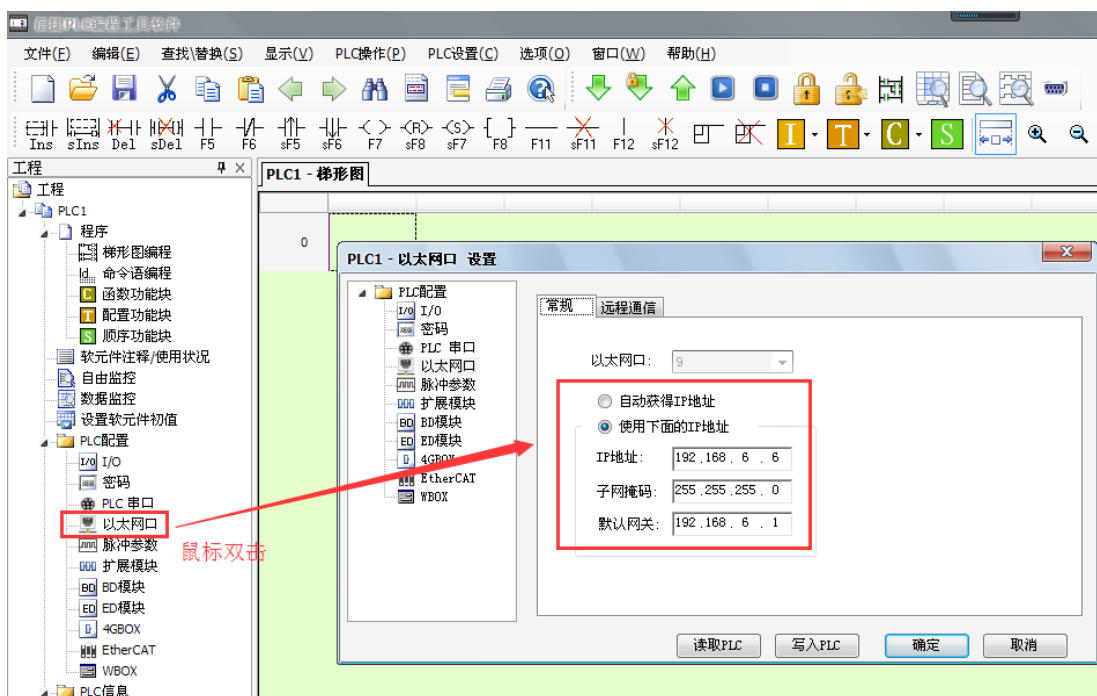 信捷PLC编程工具软件
文件(F) 编辑(E) 查找\替换(S) 显示(V) PLC操作(P) PLC设置(C) 选项(O) 窗口(W) 帮助(H)
Ins sIns Del sDel F5 F6 sF5 sF6 F7 sF8 sF7 F8 F11 sF11 F12 sF12 I T C S
工程
工程
PLC1
程序
梯形图编程
命令语编程
函数功能块
配置功能块
顺序功能块
软元件注释/使用状况
自由监控
数据监控
设置软元件初值
PLC配置
I/O I/O
密码
PLC 串口
以太网口
脉冲参数
扩展模块
BD BD模块
ED ED模块
4GBOX
EtherCAT
WBOX
PLC信息
鼠标双击
PLC1 - 梯形图
0
PLC1 - 以太网口 设置
PLC配置
I/O I/O
密码
PLC 串口
以太网口
脉冲参数
扩展模块
BD BD模块
ED ED模块
4GBOX
EtherCAT
WBOX
常规 远程通信
以太网口: 9
自动获得IP地址
使用下面的IP地址
IP地址: 192.168. 6 . 6
子网掩码: 255.255.255. 0
默认网关: 192.168. 6 . 1
读取PLC 写入PLC 确定 取消